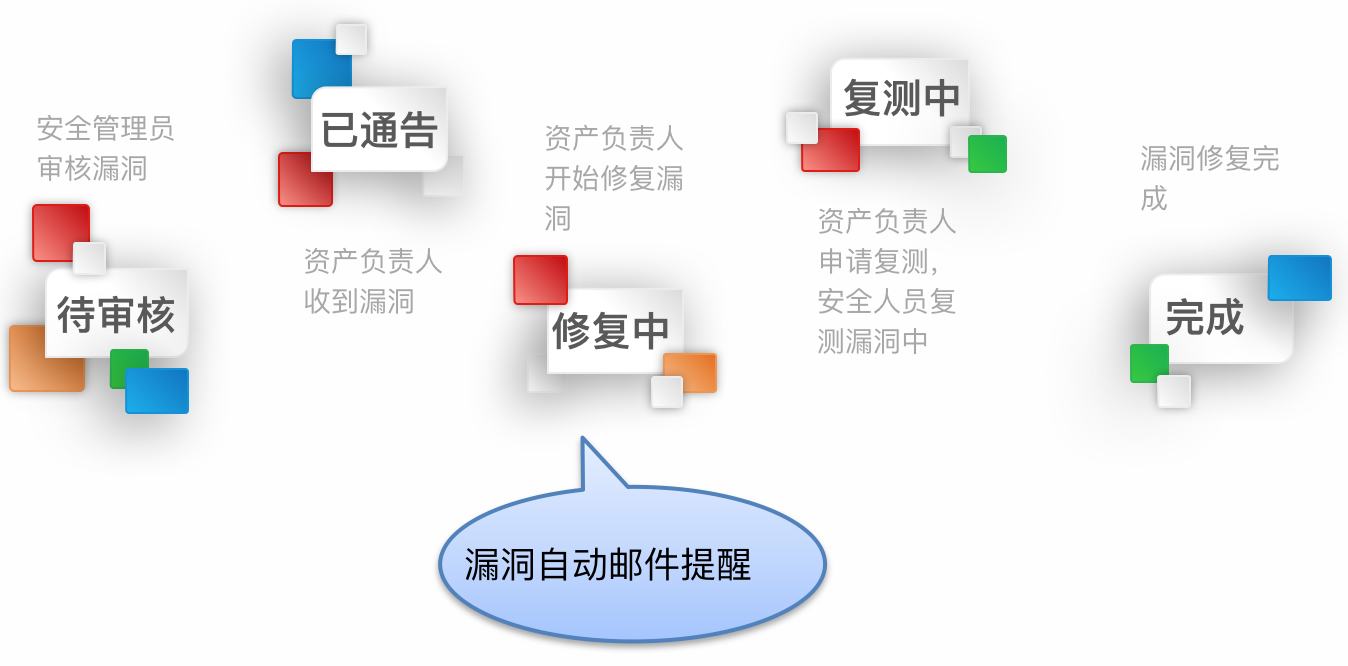 安全管理员
审核漏洞
待审核
已通告
资产负责人
收到漏洞
资产负责人
开始修复漏
洞
修复中
复测中
资产负责人
申请复测,
安全人员复
测漏洞中
漏洞修复完
成
完成
漏洞自动邮件提醒